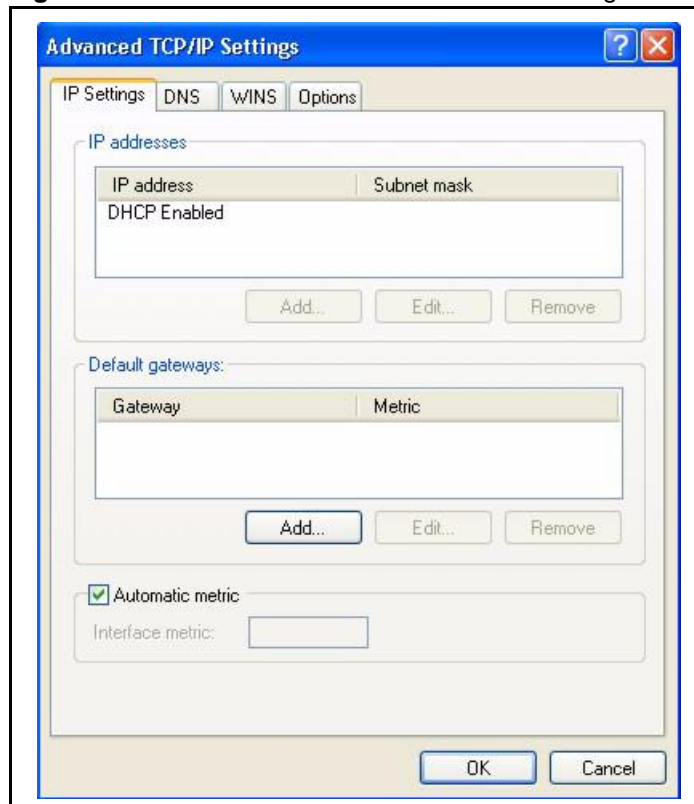 Advanced TCP/IP Settings
IP Settings DNS WINS Options
IP addresses
IP address Subnet mask
DHCP Enabled
Add... Edit... Remove
Default gateways:
Gateway Metric
Add... Edit... Remove
Automatic metric
Interface metric:
OK Cancel